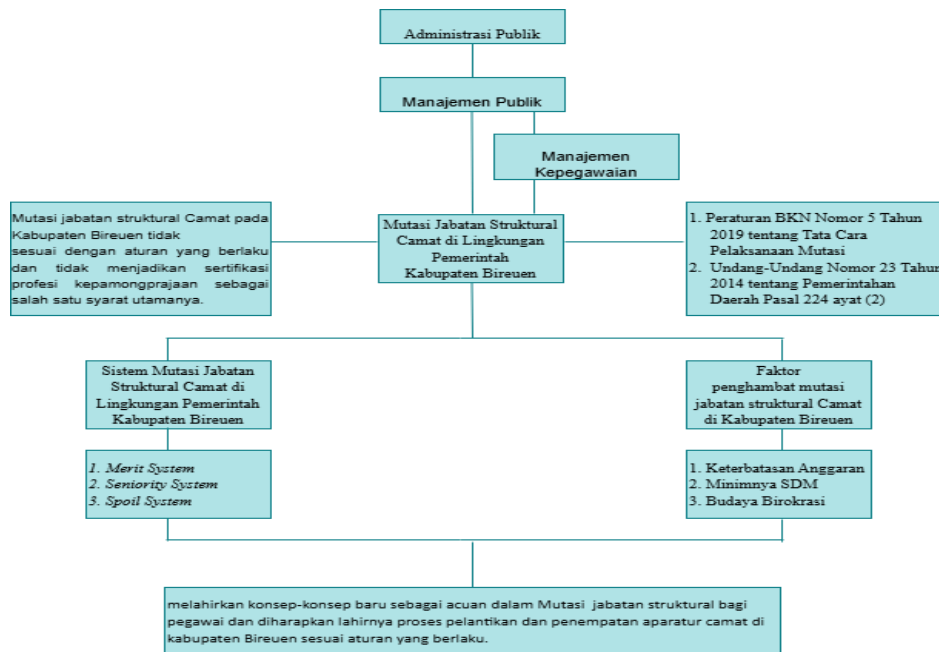 Administrasi Publik
Manajemen Publik
Manajemen
Kepegawaian
Mutasi jabatan struktural Camat pada
Kabupaten Bireuen tidak
sesuai dengan aturan yang berlaku
dan tidak menjadikan sertifikasi
profesi kepamongprajaan sebagai
salah satu syarat utamanya.
Mutasi Jabatan Struktural
Camat di Lingkungan
Pemerintah
Kabupaten Bireuen
1. Peraturan BKN Nomor 5 Tahun
2019 tentang Tata Cara
Pelaksanaan Mutasi
2. Undang-Undang Nomor 23 Tahun
2014 tentang Pemerintahan
Daerah Pasal 224 ayat (2)
Sistem Mutasi Jabatan
Struktural Camat di
Lingkungan Pemerintah
Kabupaten Bireuen
Faktor
penghambat mutasi
jabatan struktural Camat
di Kabupaten Bireuen
1. Merit System
2. Seniority System
3. Spoil System
1. Keterbatasan Anggaran
2. Minimnya SDM
3. Budaya Birokrasi
melahirkan konsep-konsep baru sebagai acuan dalam Mutasi jabatan struktural bagi
pegawai dan diharapkan lahirnya proses pelantikan dan penempatan aparatur camat di
kabupaten Bireuen sesuai aturan yang berlaku.